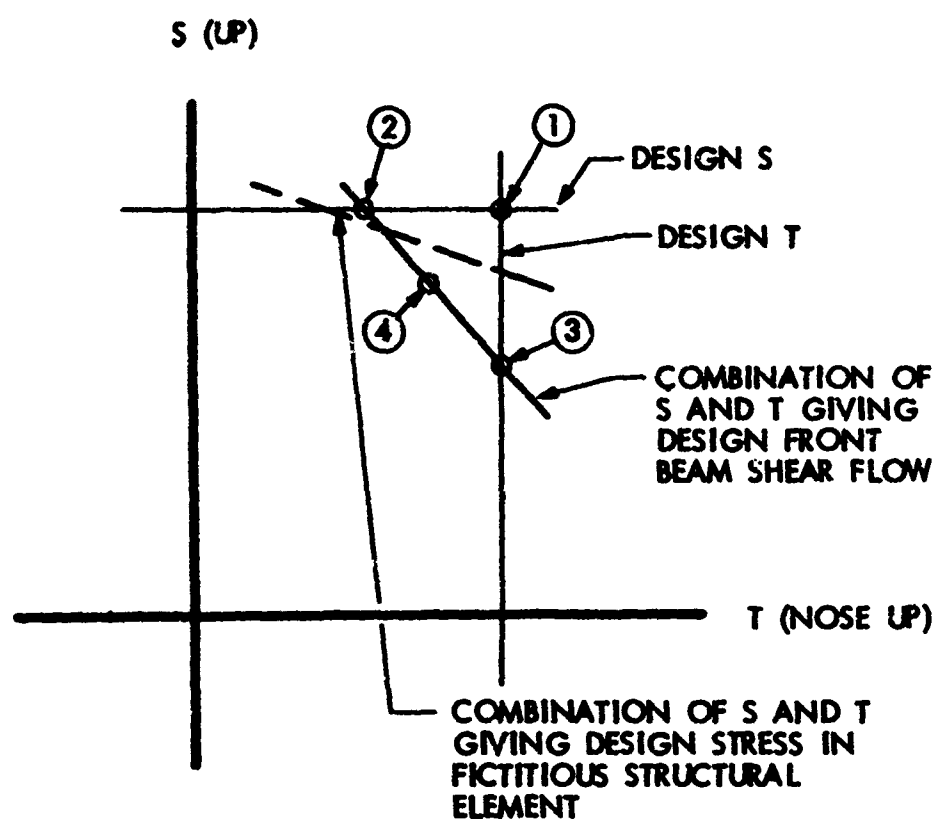 S (UP)
2
1
DESIGN S
DESIGN T
4
3
COMBINATION OF
S AND T GIVING
DESIGN FRONT
BEAM SHEAR FLOW
T (NOSE UP)
COMBINATION OF S AND T
GIVING DESIGN STRESS IN
FICTITIOUS STRUCTURAL
ELEMENT